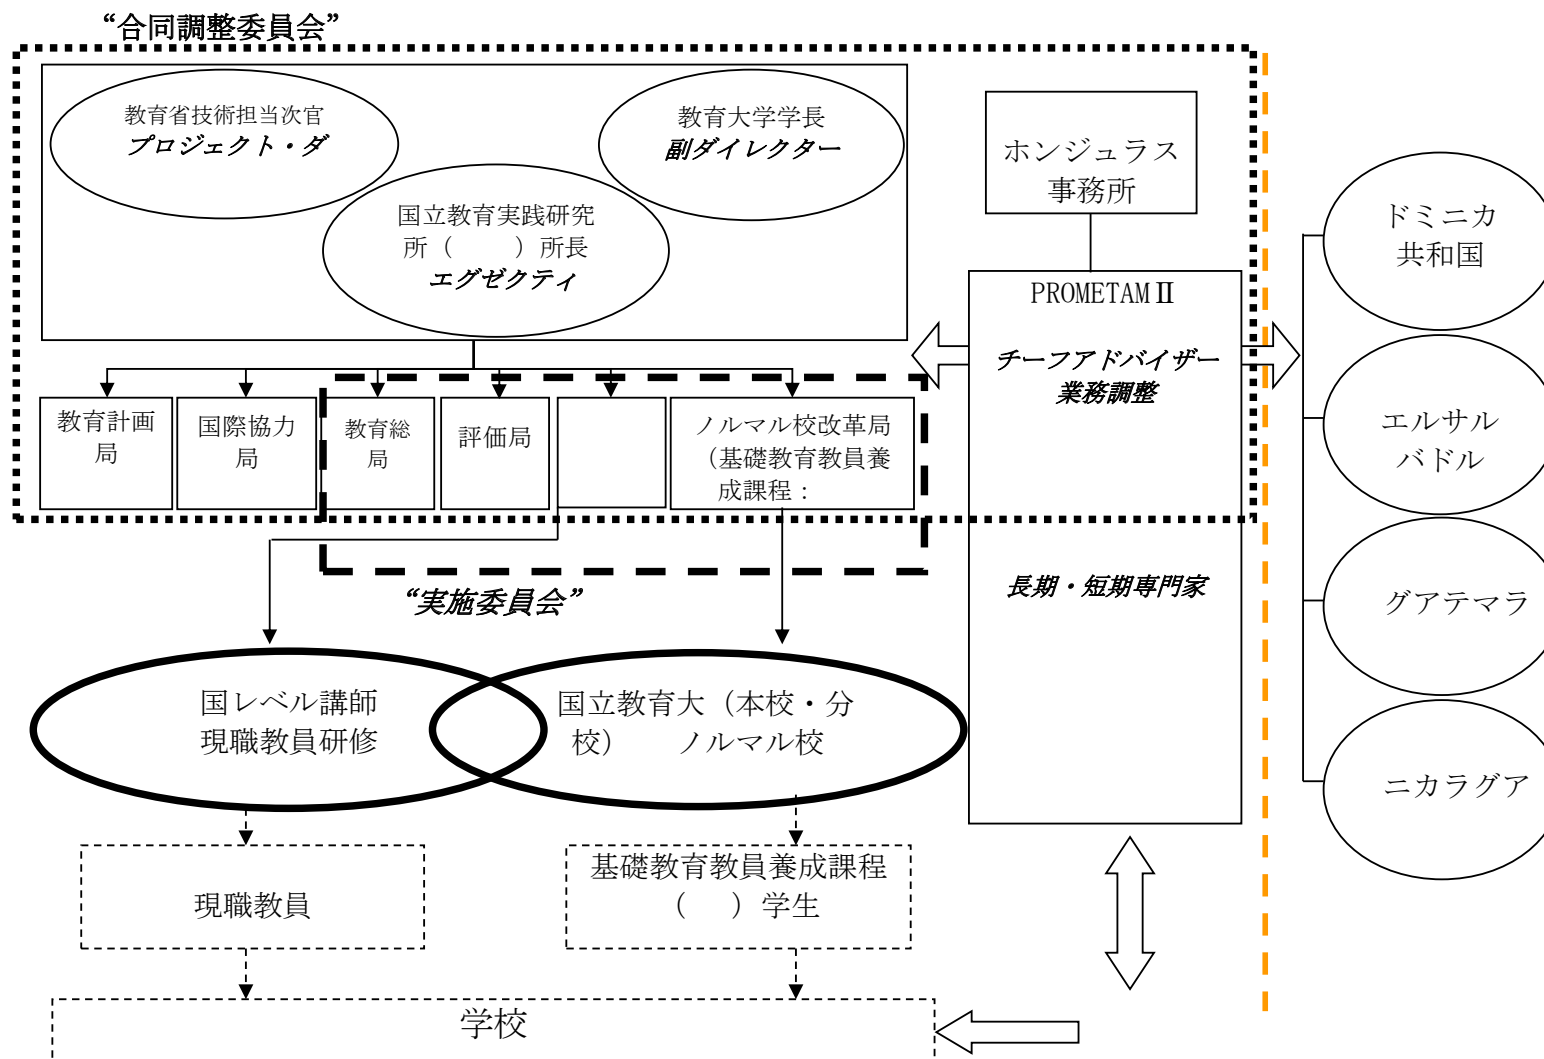 “合同調整委員会”
教育省技術担当次官
プロジェクト・ダ
教育大学学長
副ダイレクター
国立教育実践研究
所（　　）所長
エグゼクティ
ホンジュラス
事務所
PROMETAMⅡ
チーフアドバイザー
業務調整
長期・短期専門家
ドミニカ
共和国
エルサル
バドル
グアテマラ
ニカラグア
教育計画
局
国際協力
局
教育総
局
評価局
ノルマル校改革局
（基礎教育教員養
成課程：
“実施委員会”
国レベル講師
現職教員研修
国立教育大（本校・分
校）　ノルマル校
現職教員
基礎教育教員養成課程
（　）学生
学校